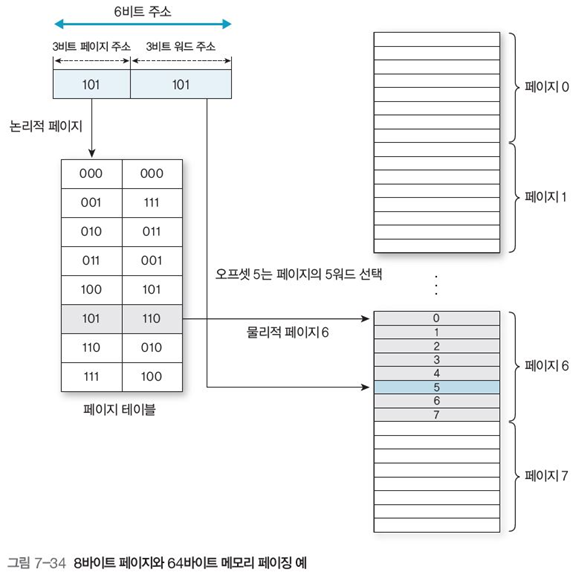 6비트 주소
3비트 페이지 주소 3비트 워드 주소
101 101
논리적 페이지
000 000
001 111
010 011
011 001
100 101
101 110
110 010
111 100
페이지 테이블
오프셋 5는 페이지의 5워드 선택
물리적 페이지 6
페이지 0
페이지 1
0
1
2
3
4
5
6
7
페이지 6
페이지 7
그림 7-34 8바이트 페이지와 64바이트 메모리 페이징 예